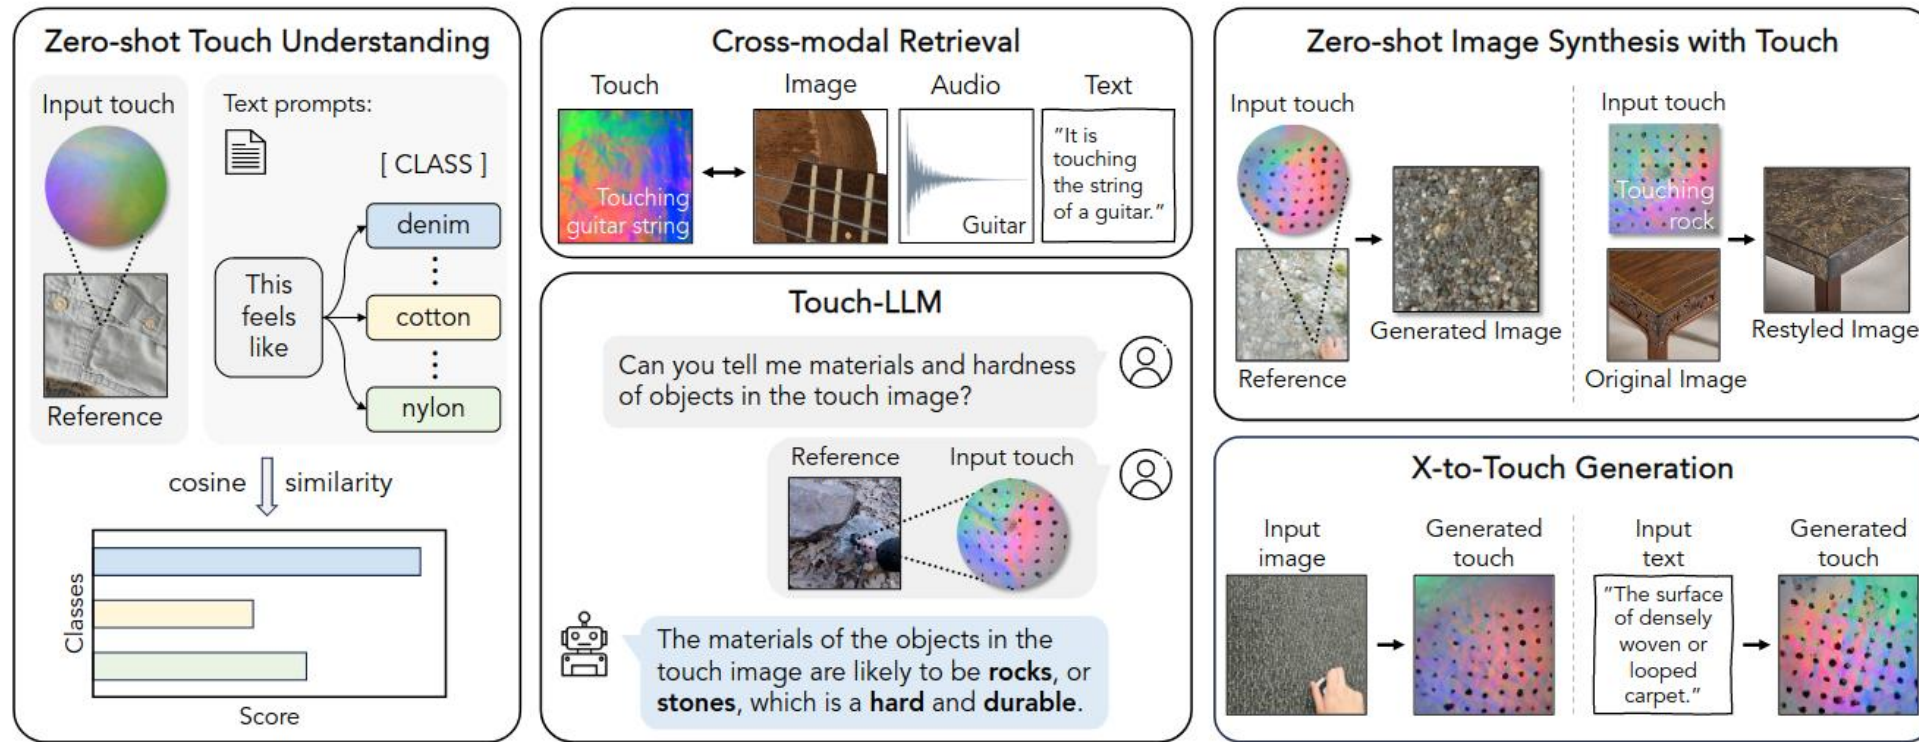 Zero-shot Touch Understanding
Input touch
Text prompts:
[ CLASS ]
denim
This
feels
like
cotton
nylon
Reference
cosine
similarity
Classes
Score
Cross-modal Retrieval
Touch
Image
Audio
Text
Touching
guitar string
Guitar
"It is
touching
the string
of a guitar."
Touch-LLM
Can you tell me materials and hardness
of objects in the touch image?
Reference
Input touch
The materials of the objects in the
touch image are likely to be rocks, or
stones, which is a hard and durable.
Zero-shot Image Synthesis with Touch
Input touch
Generated Image
Reference
Input touch
Touching
rock
Original Image
Restyled Image
X-to-Touch Generation
Input
image
Generated
touch
Input
text
"The surface
of densely
woven or
looped
carpet."
Generated
touch